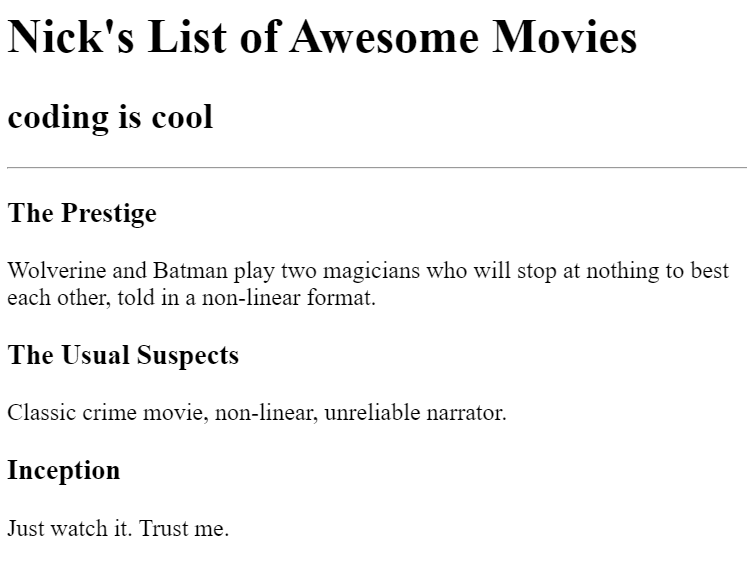 Nick's List of Awesome Movies
coding is cool
The Prestige
Wolverine and Batman play two magicians who will stop at nothing to best
each other, told in a non-linear format.
The Usual Suspects
Classic crime movie, non-linear, unreliable narrator.
Inception
Just watch it. Trust me.